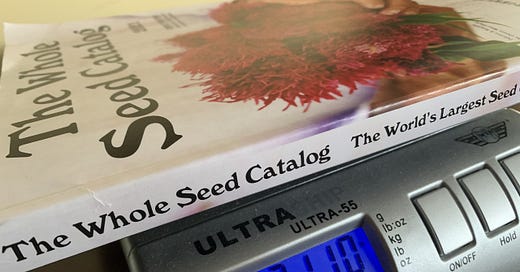 The Whole
Seed Catalog
The Whole Seed Catalog The World's Largest Seed
ULTRA
ULTRA-55
g
lb:oz
kg
lb
oz
ON/OFF
Hold